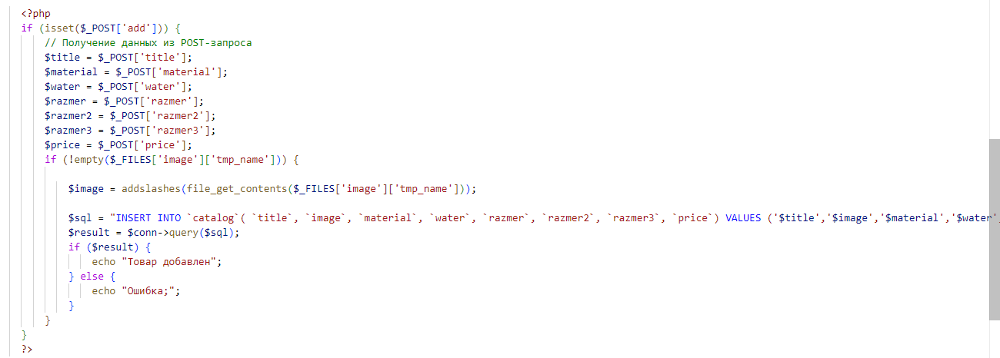 <?php
if (isset($_POST['add'])) {
// Получение данных из POST-запроса
$title = $_POST['title'];
$material = $_POST['material'];
$water = $_POST['water'];
$razmer = $_POST['razmer'];
$razmer2 = $_POST['razmer2'];
$razmer3 = $_POST['razmer3'];
$price = $_POST['price'];
if (!empty($_FILES['image']['tmp_name'])) {
$image = addslashes(file_get_contents($_FILES['image']['tmp_name']));
$sql = "INSERT INTO `catalog`( `title`, `image`, `material`, `water`, `razmer`, `razmer2`, `razmer3`, `price`) VALUES ('$title','$image','$material','$water',
$result = $conn->query($sql);
if ($result) {
echo "Товар добавлен";
} else {
echo "Ошибка;";
}
}
}
?>